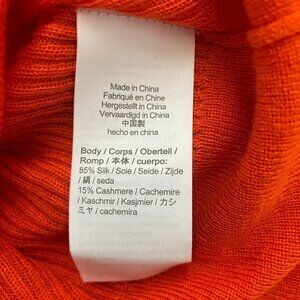 Made in China
Fabriqué en Chine
Hergestellt in China
Vervaardigd in China
中国製
hecho en china
Body / Corps / Oberteil /
Romp / 本体 / cuerpo:
85% Silk / Soie / Seide / Zijde
/ 絹 / seda
15% Cashmere / Cachemire
/ Kaschmir / Kasjmier / カシ
ミヤ / cachemira